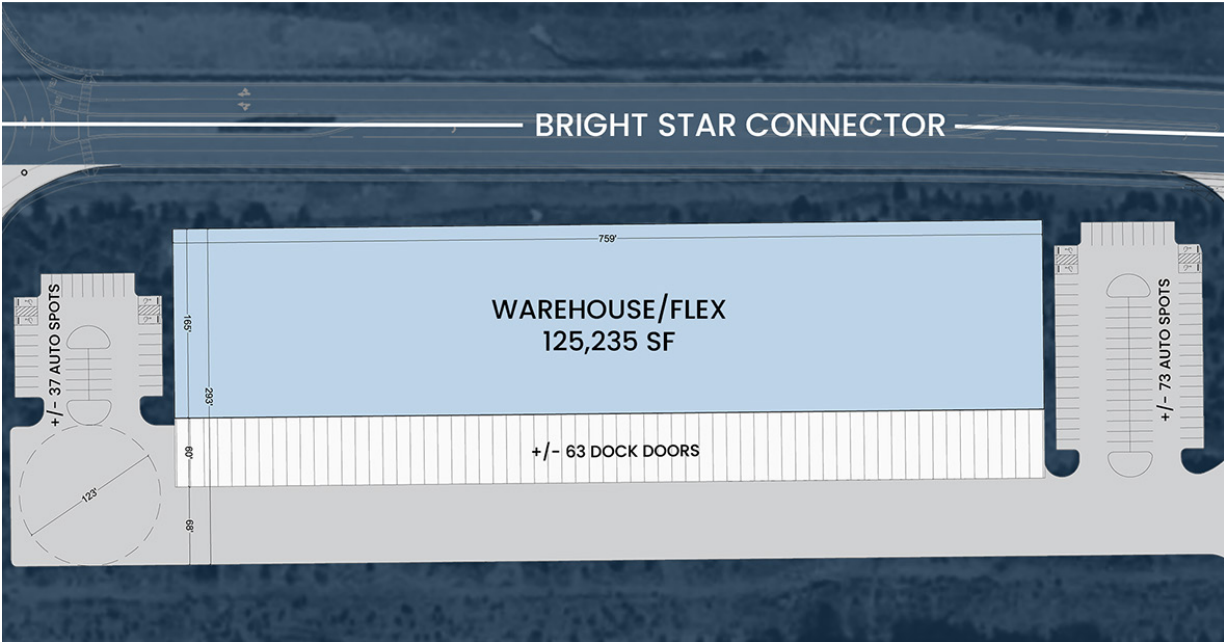 BRIGHT STAR CONNECTOR
759'
WAREHOUSE/FLEX
125,235 SF
165'
293'
+/- 37 AUTO SPOTS
+/- 73 AUTO SPOTS
+/- 63 DOCK DOORS
60'
123'
68'